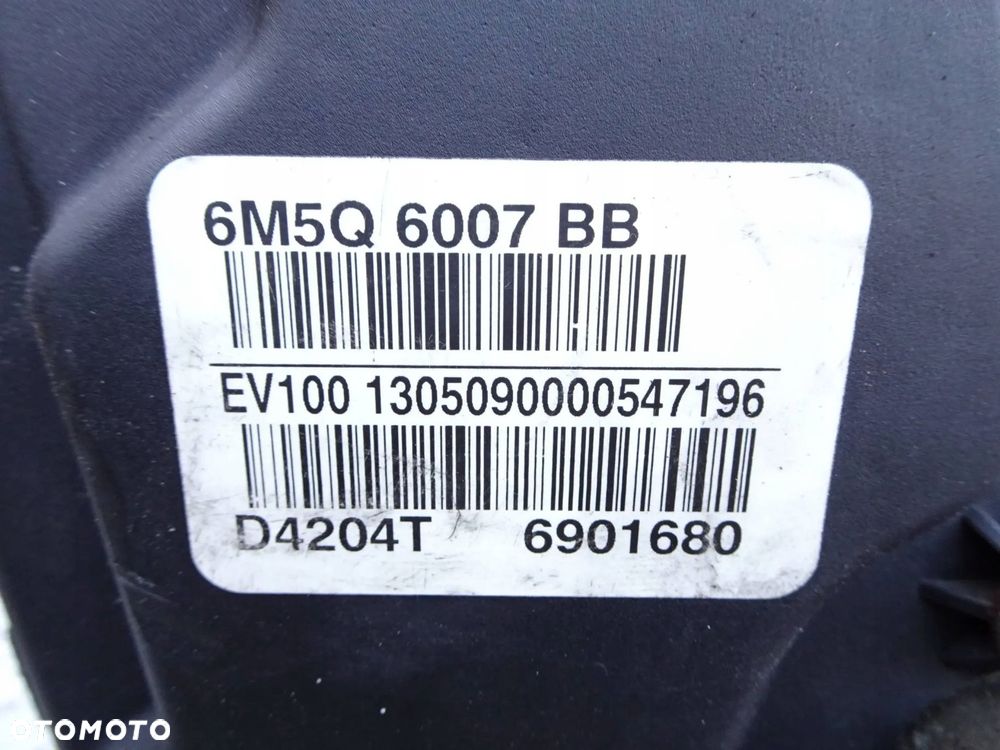 6M5Q 6007 BB
EV100 1305090000547196
D4204T 6901680
OTOMOTO